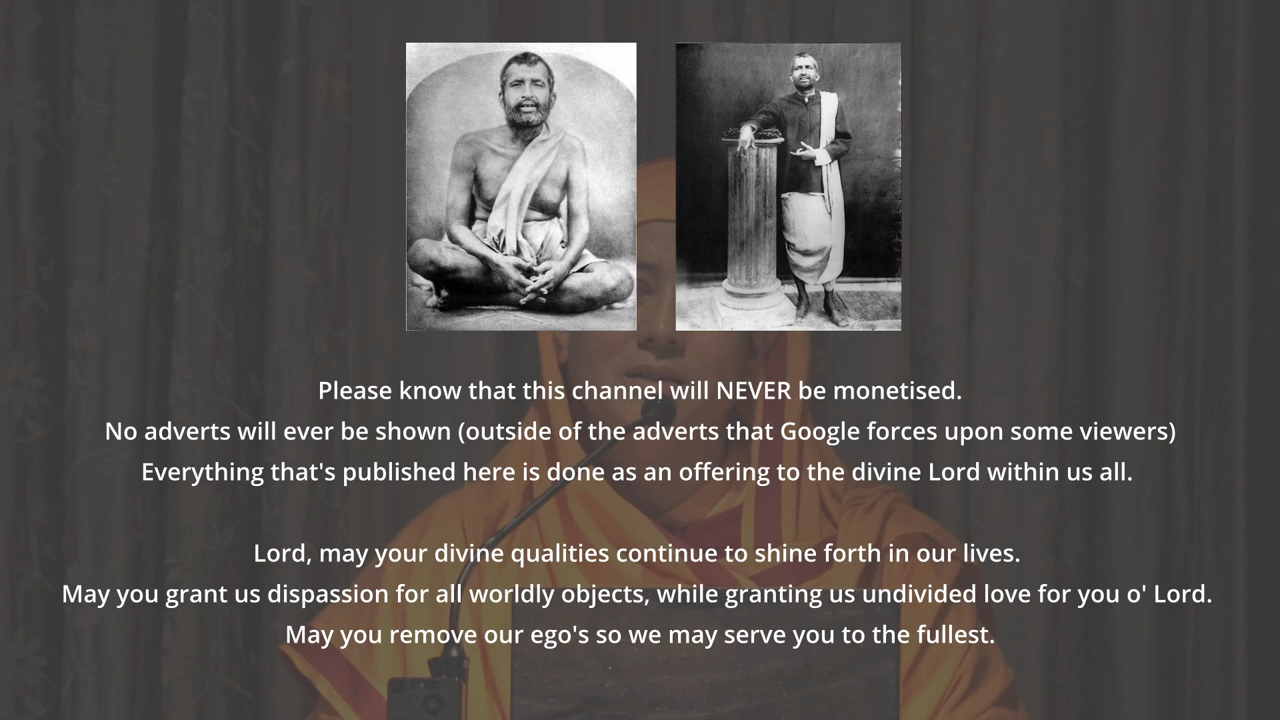 Please know that this channel will NEVER be monetised.
No adverts will ever be shown (outside of the adverts that Google forces upon some viewers)
Everything that's published here is done as an offering to the divine Lord within us all.
Lord, may your divine qualities continue to shine forth in our lives.
May you grant us dispassion for all worldly objects, while granting us undivided love for you o' Lord.
May you remove our ego's so we may serve you to the fullest.